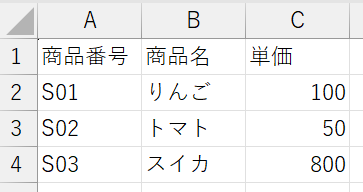 A B C
1 商品番号 商品名 単価
2 S01 りんご 100
3 S02 トマト 50
4 S03 スイカ 800